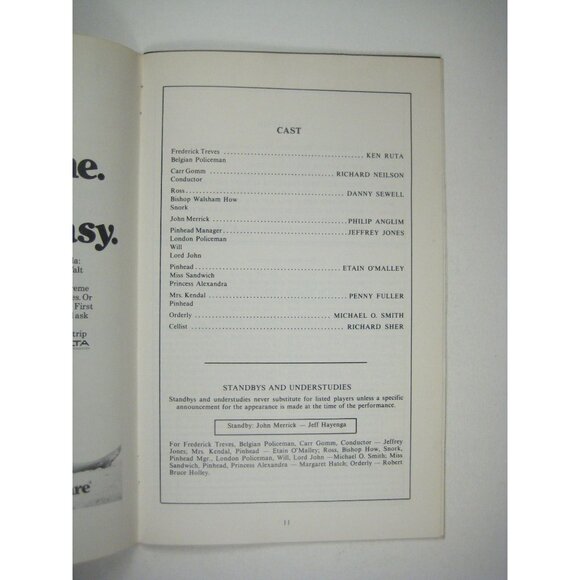 ne.
asy.
la:
alt
reme
es. Or
First
l ask
trip
LTA
re
CAST
Frederick Treves ........ KEN RUTA
Belgian Policeman
Carr Gomm ........ RICHARD NEILSON
Conductor
Ross ........ DANNY SEWELL
Bishop Walsham How
Snork
John Merrick ........ PHILIP ANGLIM
Pinhead Manager ........ JEFFREY JONES
London Policeman
Will
Lord John
Pinhead ........ ETAIN O'MALLEY
Miss Sandwich
Princess Alexandra
Mrs. Kendal ........ PENNY FULLER
Pinhead
Orderly ........ MICHAEL O. SMITH
Cellist ........ RICHARD SHER
STANDBYS AND UNDERSTUDIES
Standbys and understudies never substitute for listed players unless a specific
announcement for the appearance is made at the time of the performance.
Standby: John Merrick — Jeff Hayenga
For Frederick Treves, Belgian Policeman, Carr Gomm, Conductor — Jeffrey
Jones; Mrs. Kendal, Pinhead — Etain O'Malley; Ross, Bishop How, Snork,
Pinhead Mgr., London Policeman, Will, Lord John —Michael O. Smith; Miss
Sandwich, Pinhead, Princess Alexandra — Margaret Hatch; Orderly — Robert
Bruce Holley.
11